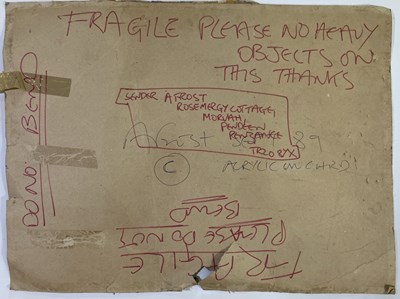 FRAGILE PLEASE NO HEAVY
OBJECTS ON
THIS THANKS
DO NOT BEND
SENDER A FROST
ROSEMERGY COTTAGE,
MORVAH,
PENDEEN
PENZANCE
TR20 8YX
89
C
ACRYLIC ON CARD
FRAGILE
PLEASE DO NOT
BEND